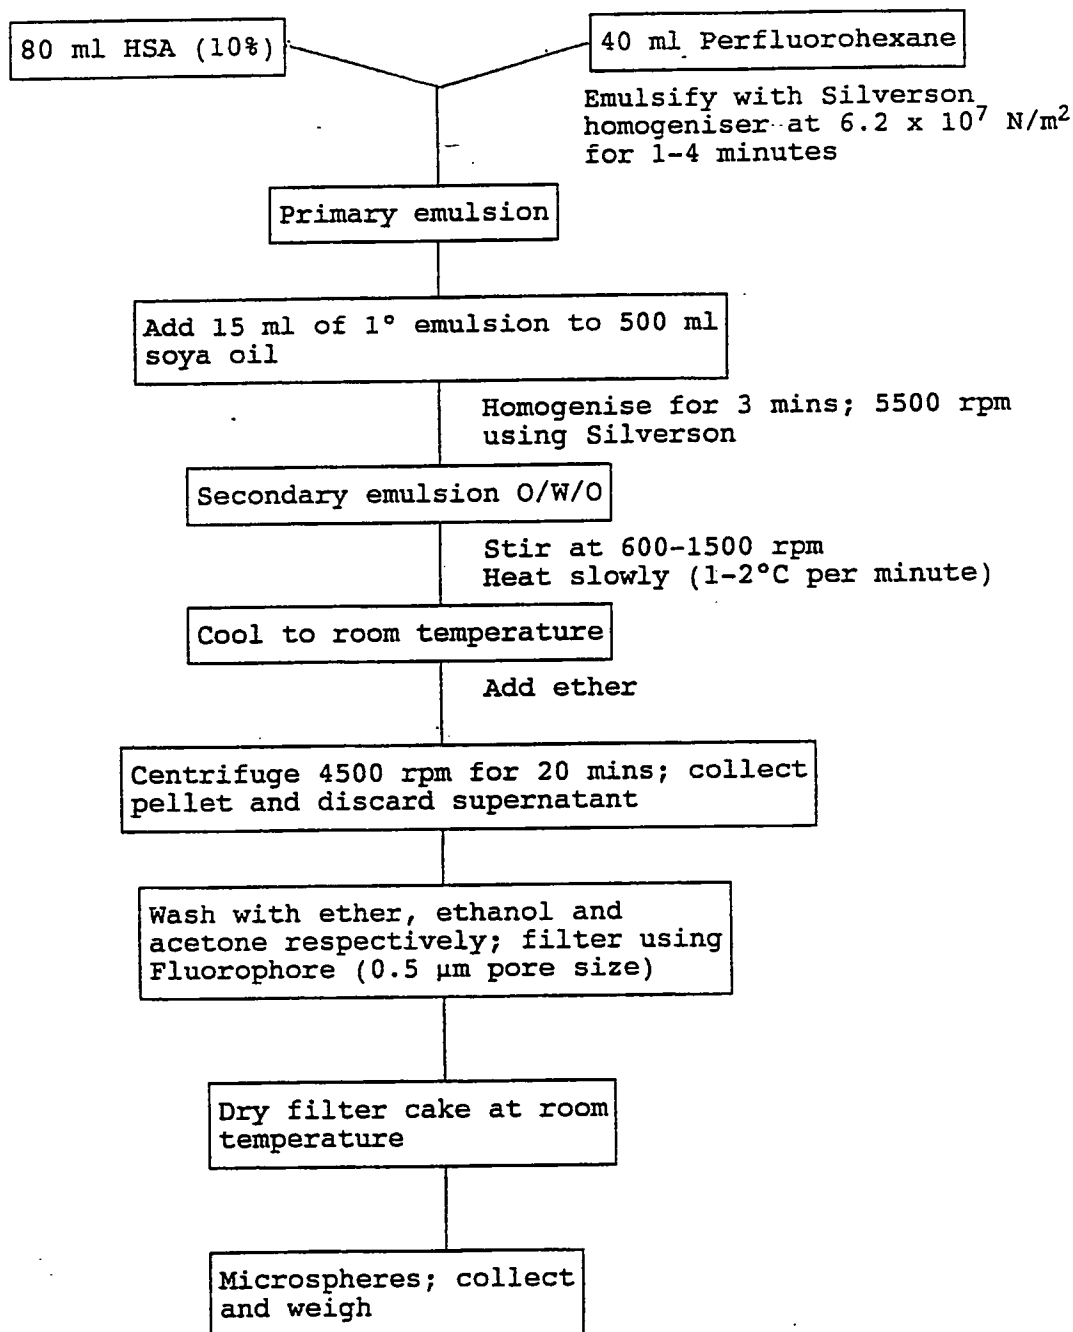 80 ml HSA (10%)
40 ml Perfluorohexane
Emulsify with Silverson
homogeniser at 6.2 x 10⁷ N/m²
for 1-4 minutes
Primary emulsion
Add 15 ml of 1° emulsion to 500 ml
soya oil
Homogenise for 3 mins; 5500 rpm
using Silverson
Secondary emulsion O/W/O
Stir at 600-1500 rpm
Heat slowly (1-2°C per minute)
Cool to room temperature
Add ether
Centrifuge 4500 rpm for 20 mins; collect
pellet and discard supernatant
Wash with ether, ethanol and
acetone respectively; filter using
Fluorophore (0.5 µm pore size)
Dry filter cake at room
temperature
Microspheres; collect
and weigh